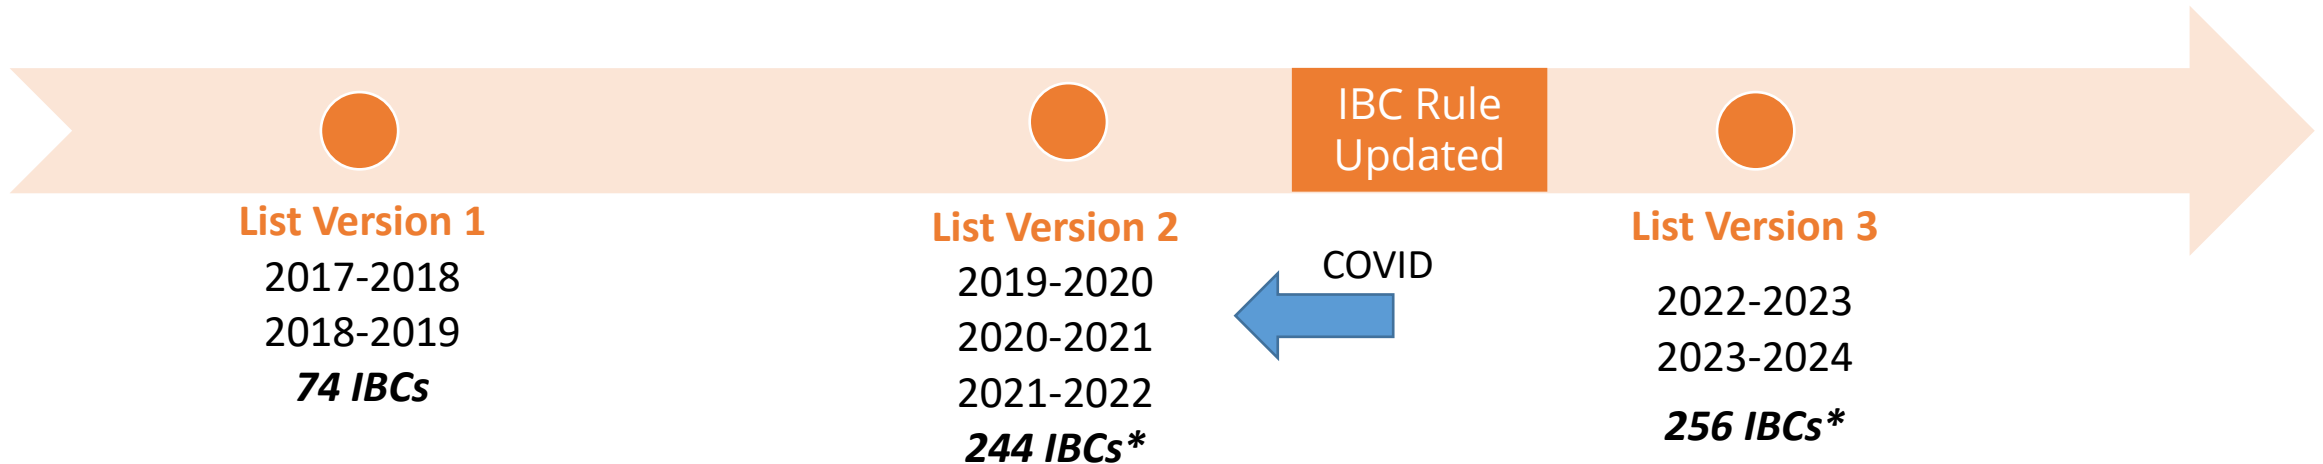 IBC Rule
Updated
List Version 1
2017-2018
2018-2019
74 IBCs
List Version 2
2019-2020
2020-2021
2021-2022
244 IBCs*
COVID
List Version 3
2022-2023
2023-2024
256 IBCs*